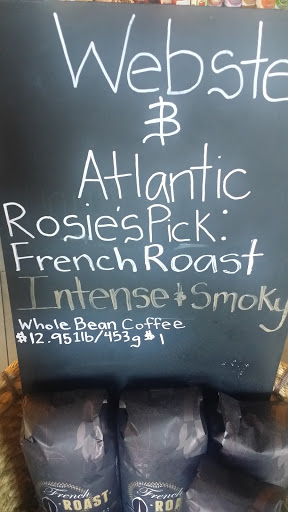 Webste
&
Atlantic
Rosie's Pick:
French Roast
Intense & Smoky
Whole Bean Coffee
$12.95 1lb/453g $1
French
ROAST
French
ROAST